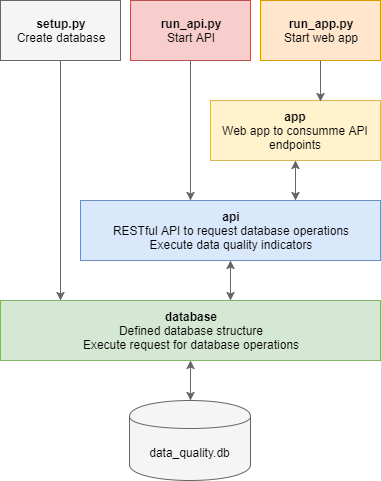 setup.py
Create database
run_api.py
Start API
run_app.py
Start web app
app
Web app to consumme API
endpoints
api
RESTful API to request database operations
Execute data quality indicators
database
Defined database structure
Execute request for database operations
data_quality.db